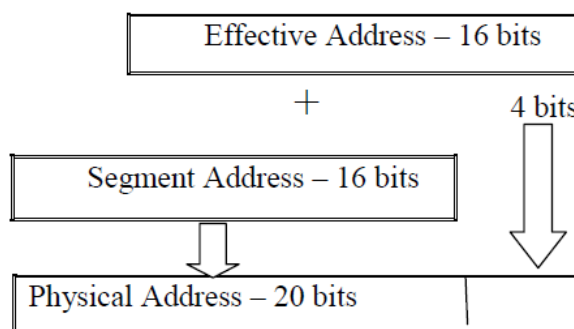 Effective Address – 16 bits
+
4 bits
Segment Address – 16 bits
Physical Address – 20 bits